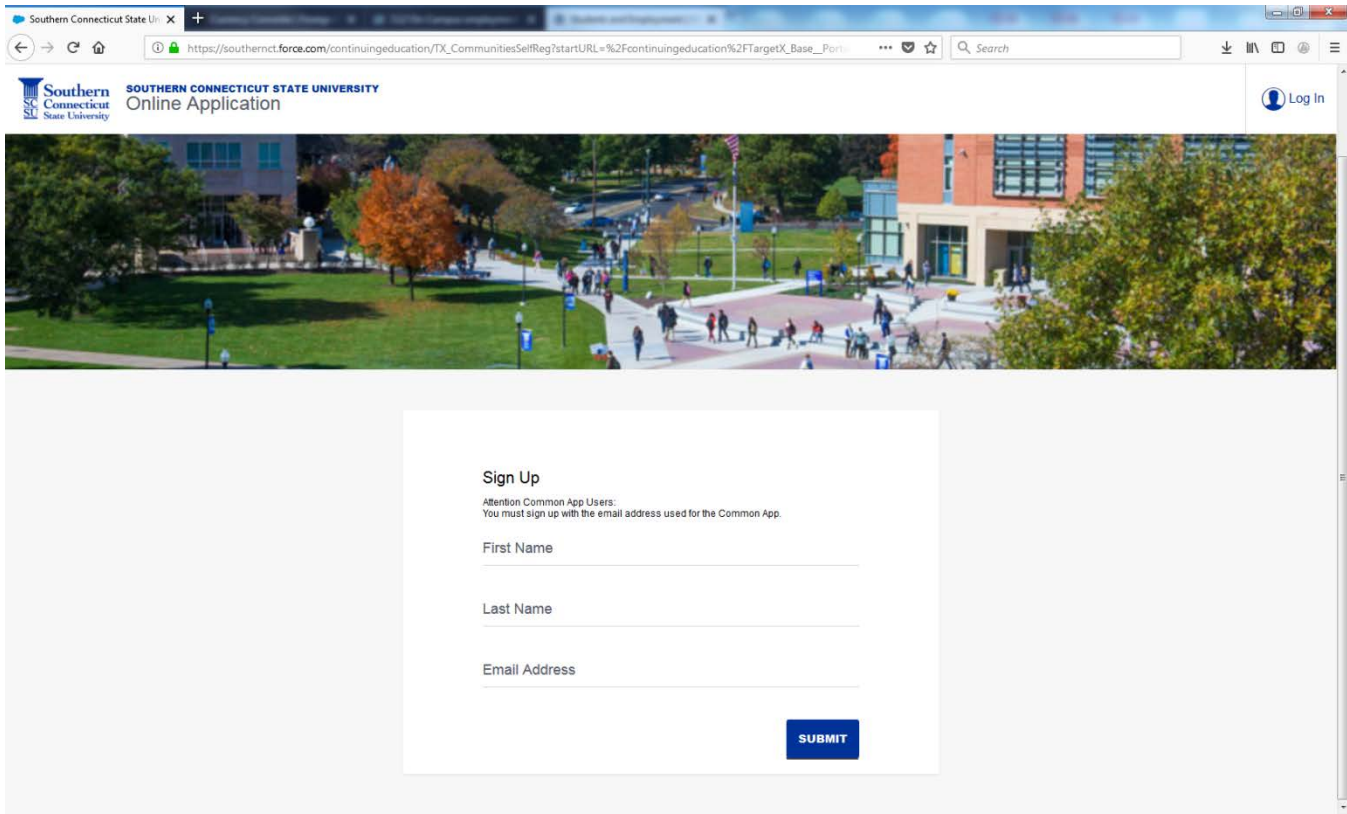 Southern Connecticut State Un
https://southernct.force.com/continuingeducation/TX_CommunitiesSelfReg?startURL=%2Fcontinuingeducation%2FTargetX_Base__Port
Search
Southern
Connecticut
State University
SC
SU
SOUTHERN CONNECTICUT STATE UNIVERSITY
Online Application
Log In
Sign Up
Attention Common App Users:
You must sign up with the email address used for the Common App.
First Name
Last Name
Email Address
SUBMIT